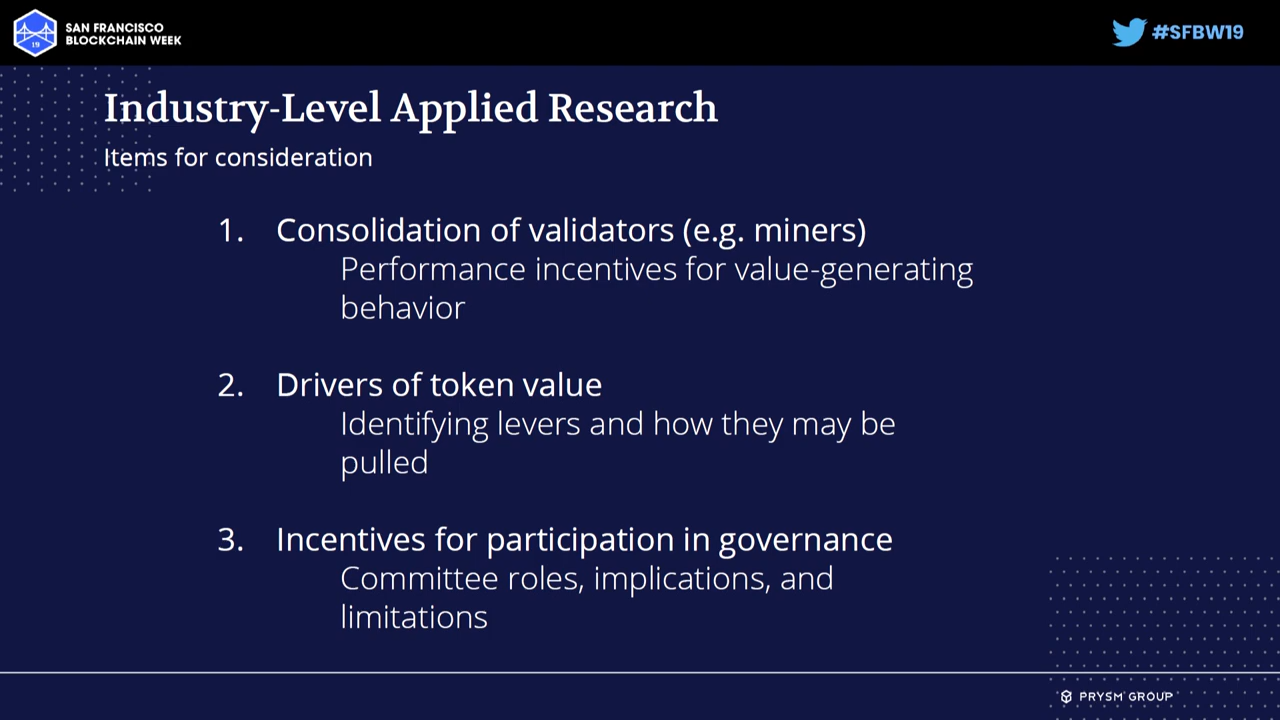 SAN FRANCISCO
BLOCKCHAIN WEEK
19
#SFBW19
Industry-Level Applied Research
Items for consideration
1. Consolidation of validators (e.g. miners)
Performance incentives for value-generating
behavior
2. Drivers of token value
Identifying levers and how they may be
pulled
3. Incentives for participation in governance
Committee roles, implications, and
limitations
PRYSM GROUP